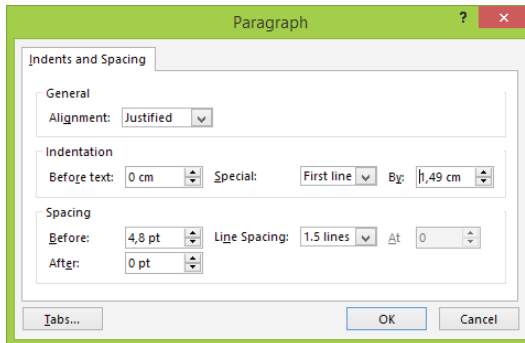 Paragraph ?
Indents and Spacing
General
Alignment: Justified
Indentation
Before text: 0 cm Special: First line By: 1,49 cm
Spacing
Before: 4,8 pt Line Spacing: 1.5 lines At 0
After: 0 pt
Tabs... OK Cancel